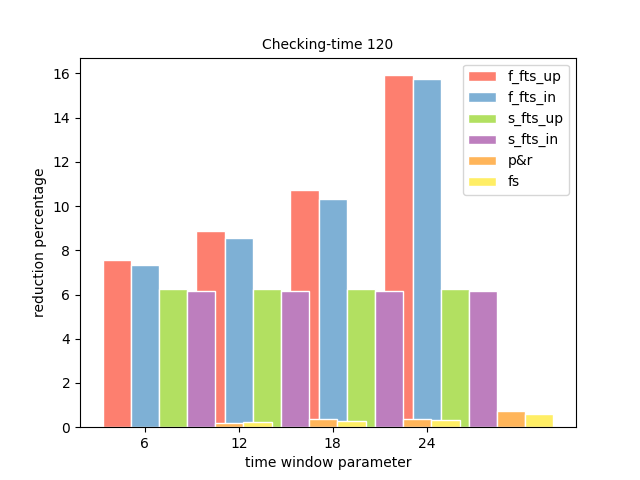 Checking-time 120
16
14
12
10
8
6
4
2
0
reduction percentage
f_fts_up
f_fts_in
s_fts_up
s_fts_in
p&r
fs
6 12 18 24
time window parameter